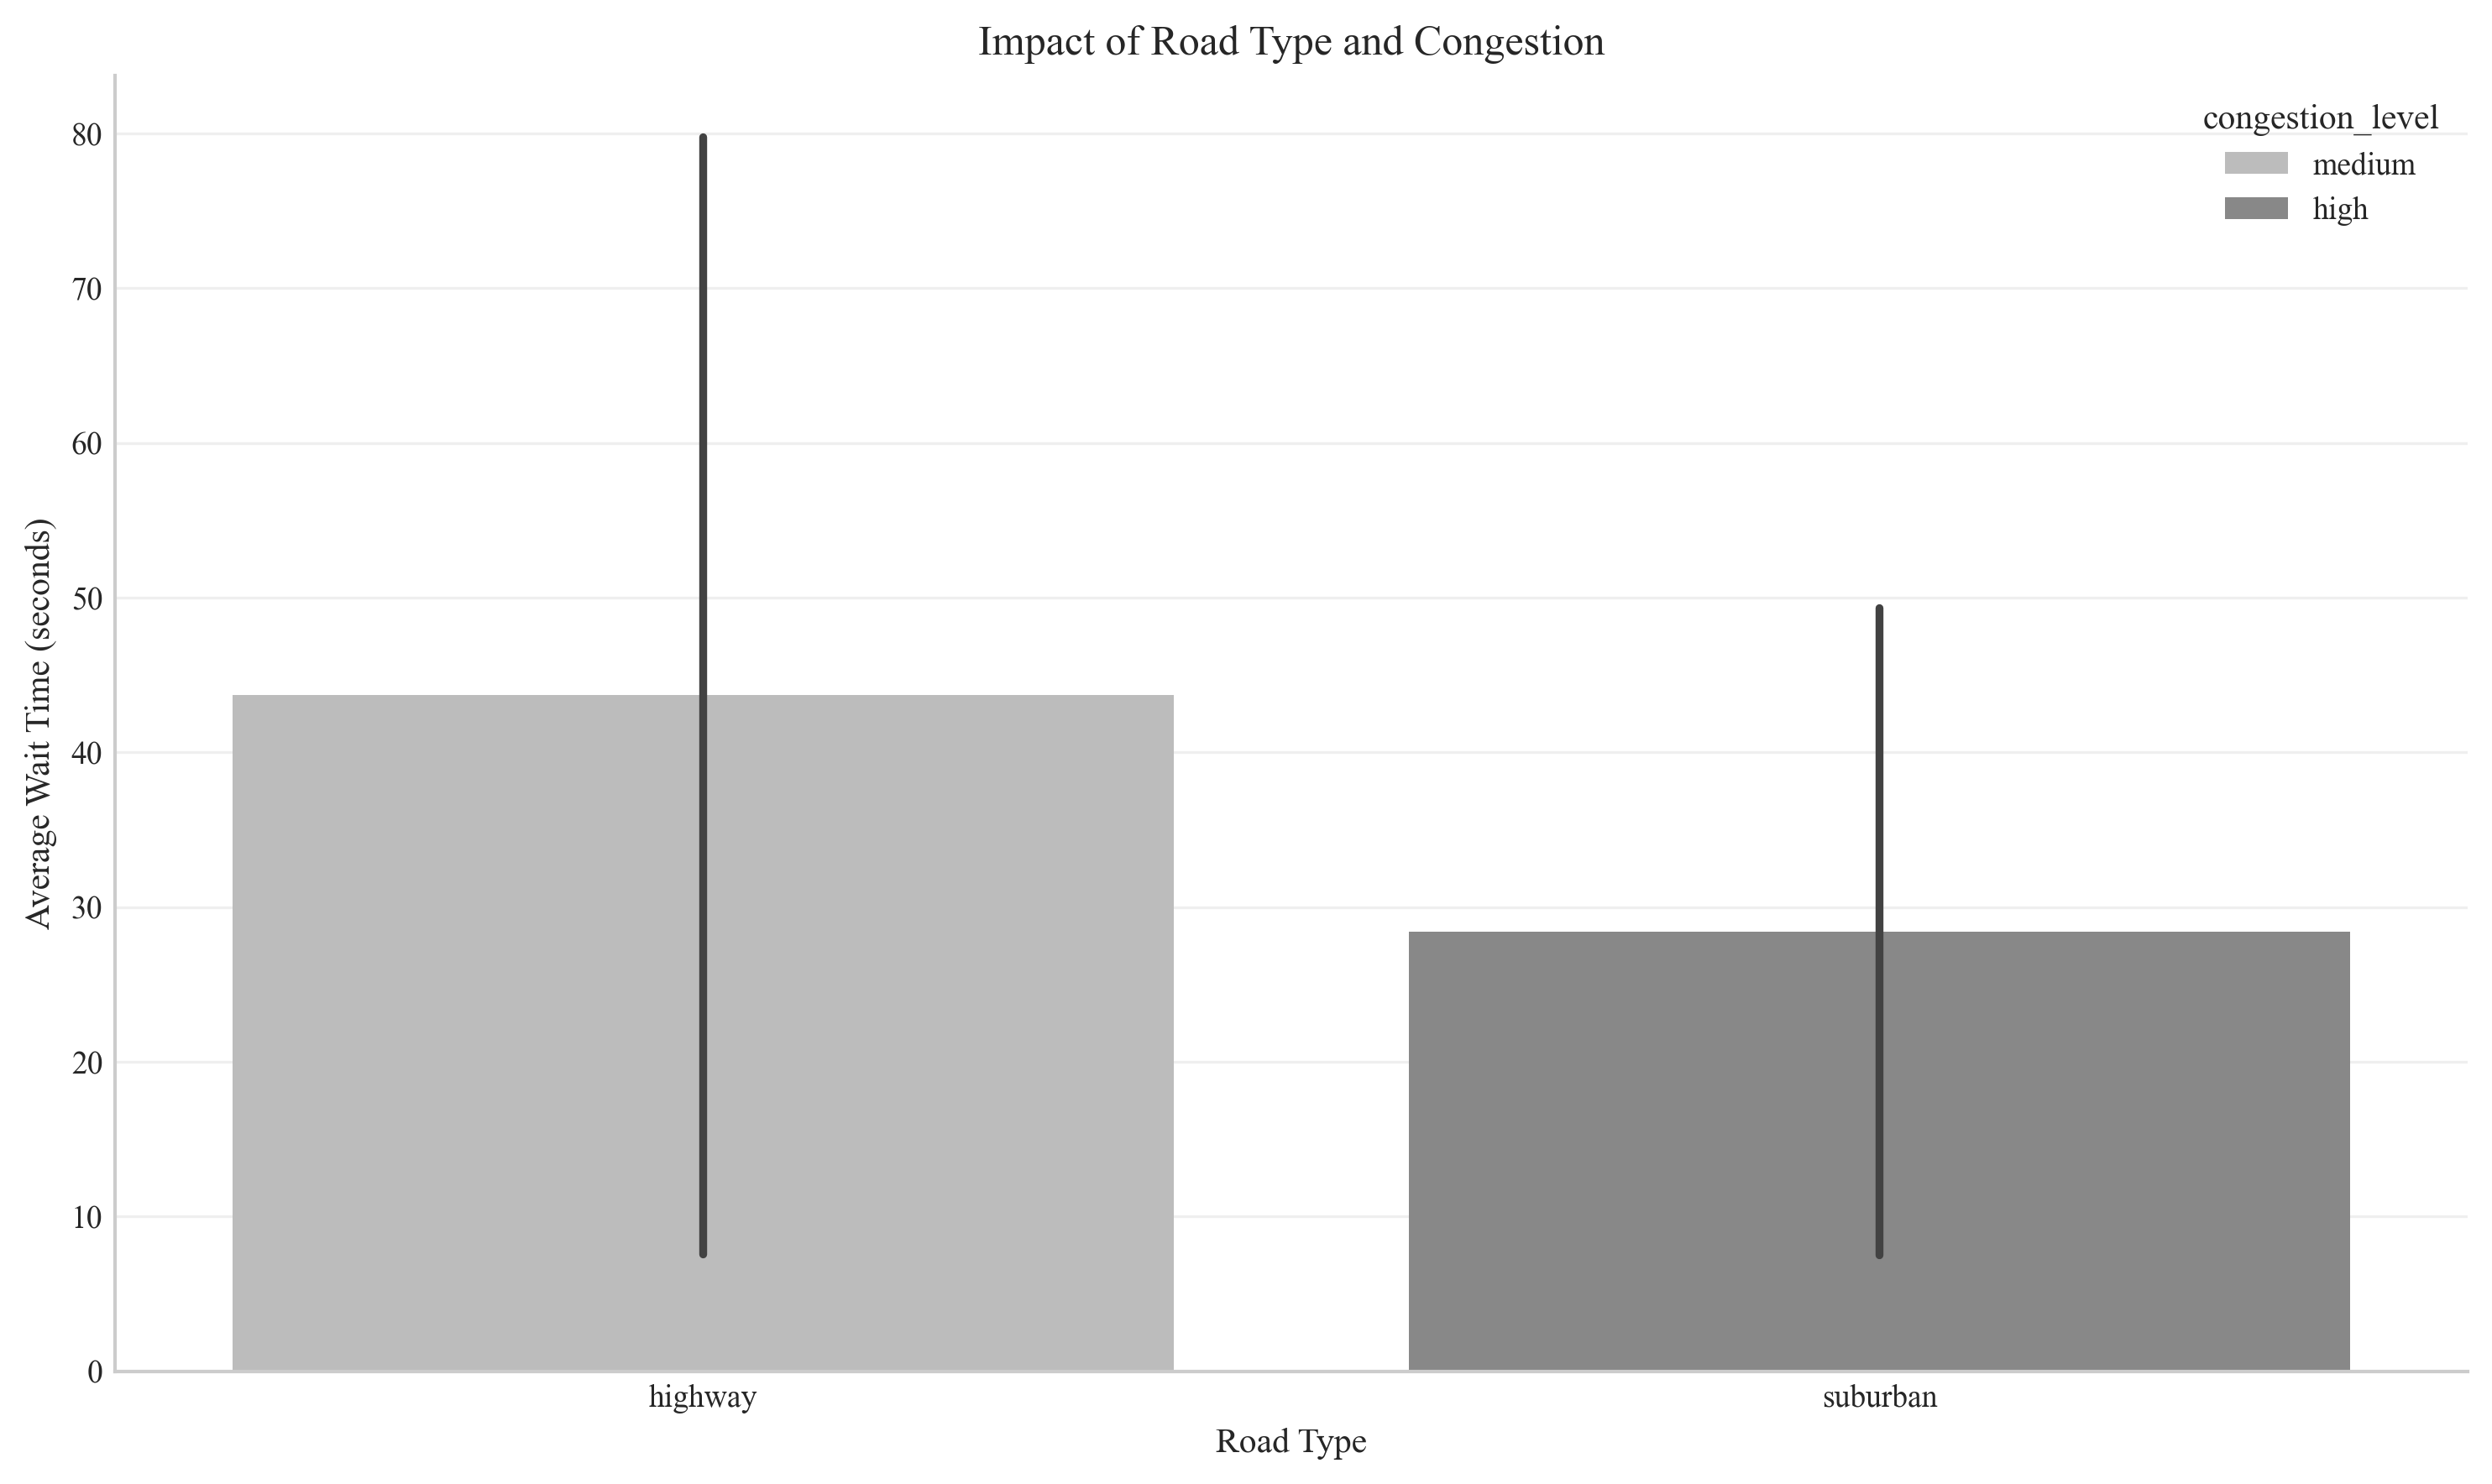 Impact of Road Type and Congestion
congestion_level
medium
high
Average Wait Time (seconds)
80
70
60
50
40
30
20
10
0
highway
suburban
Road Type